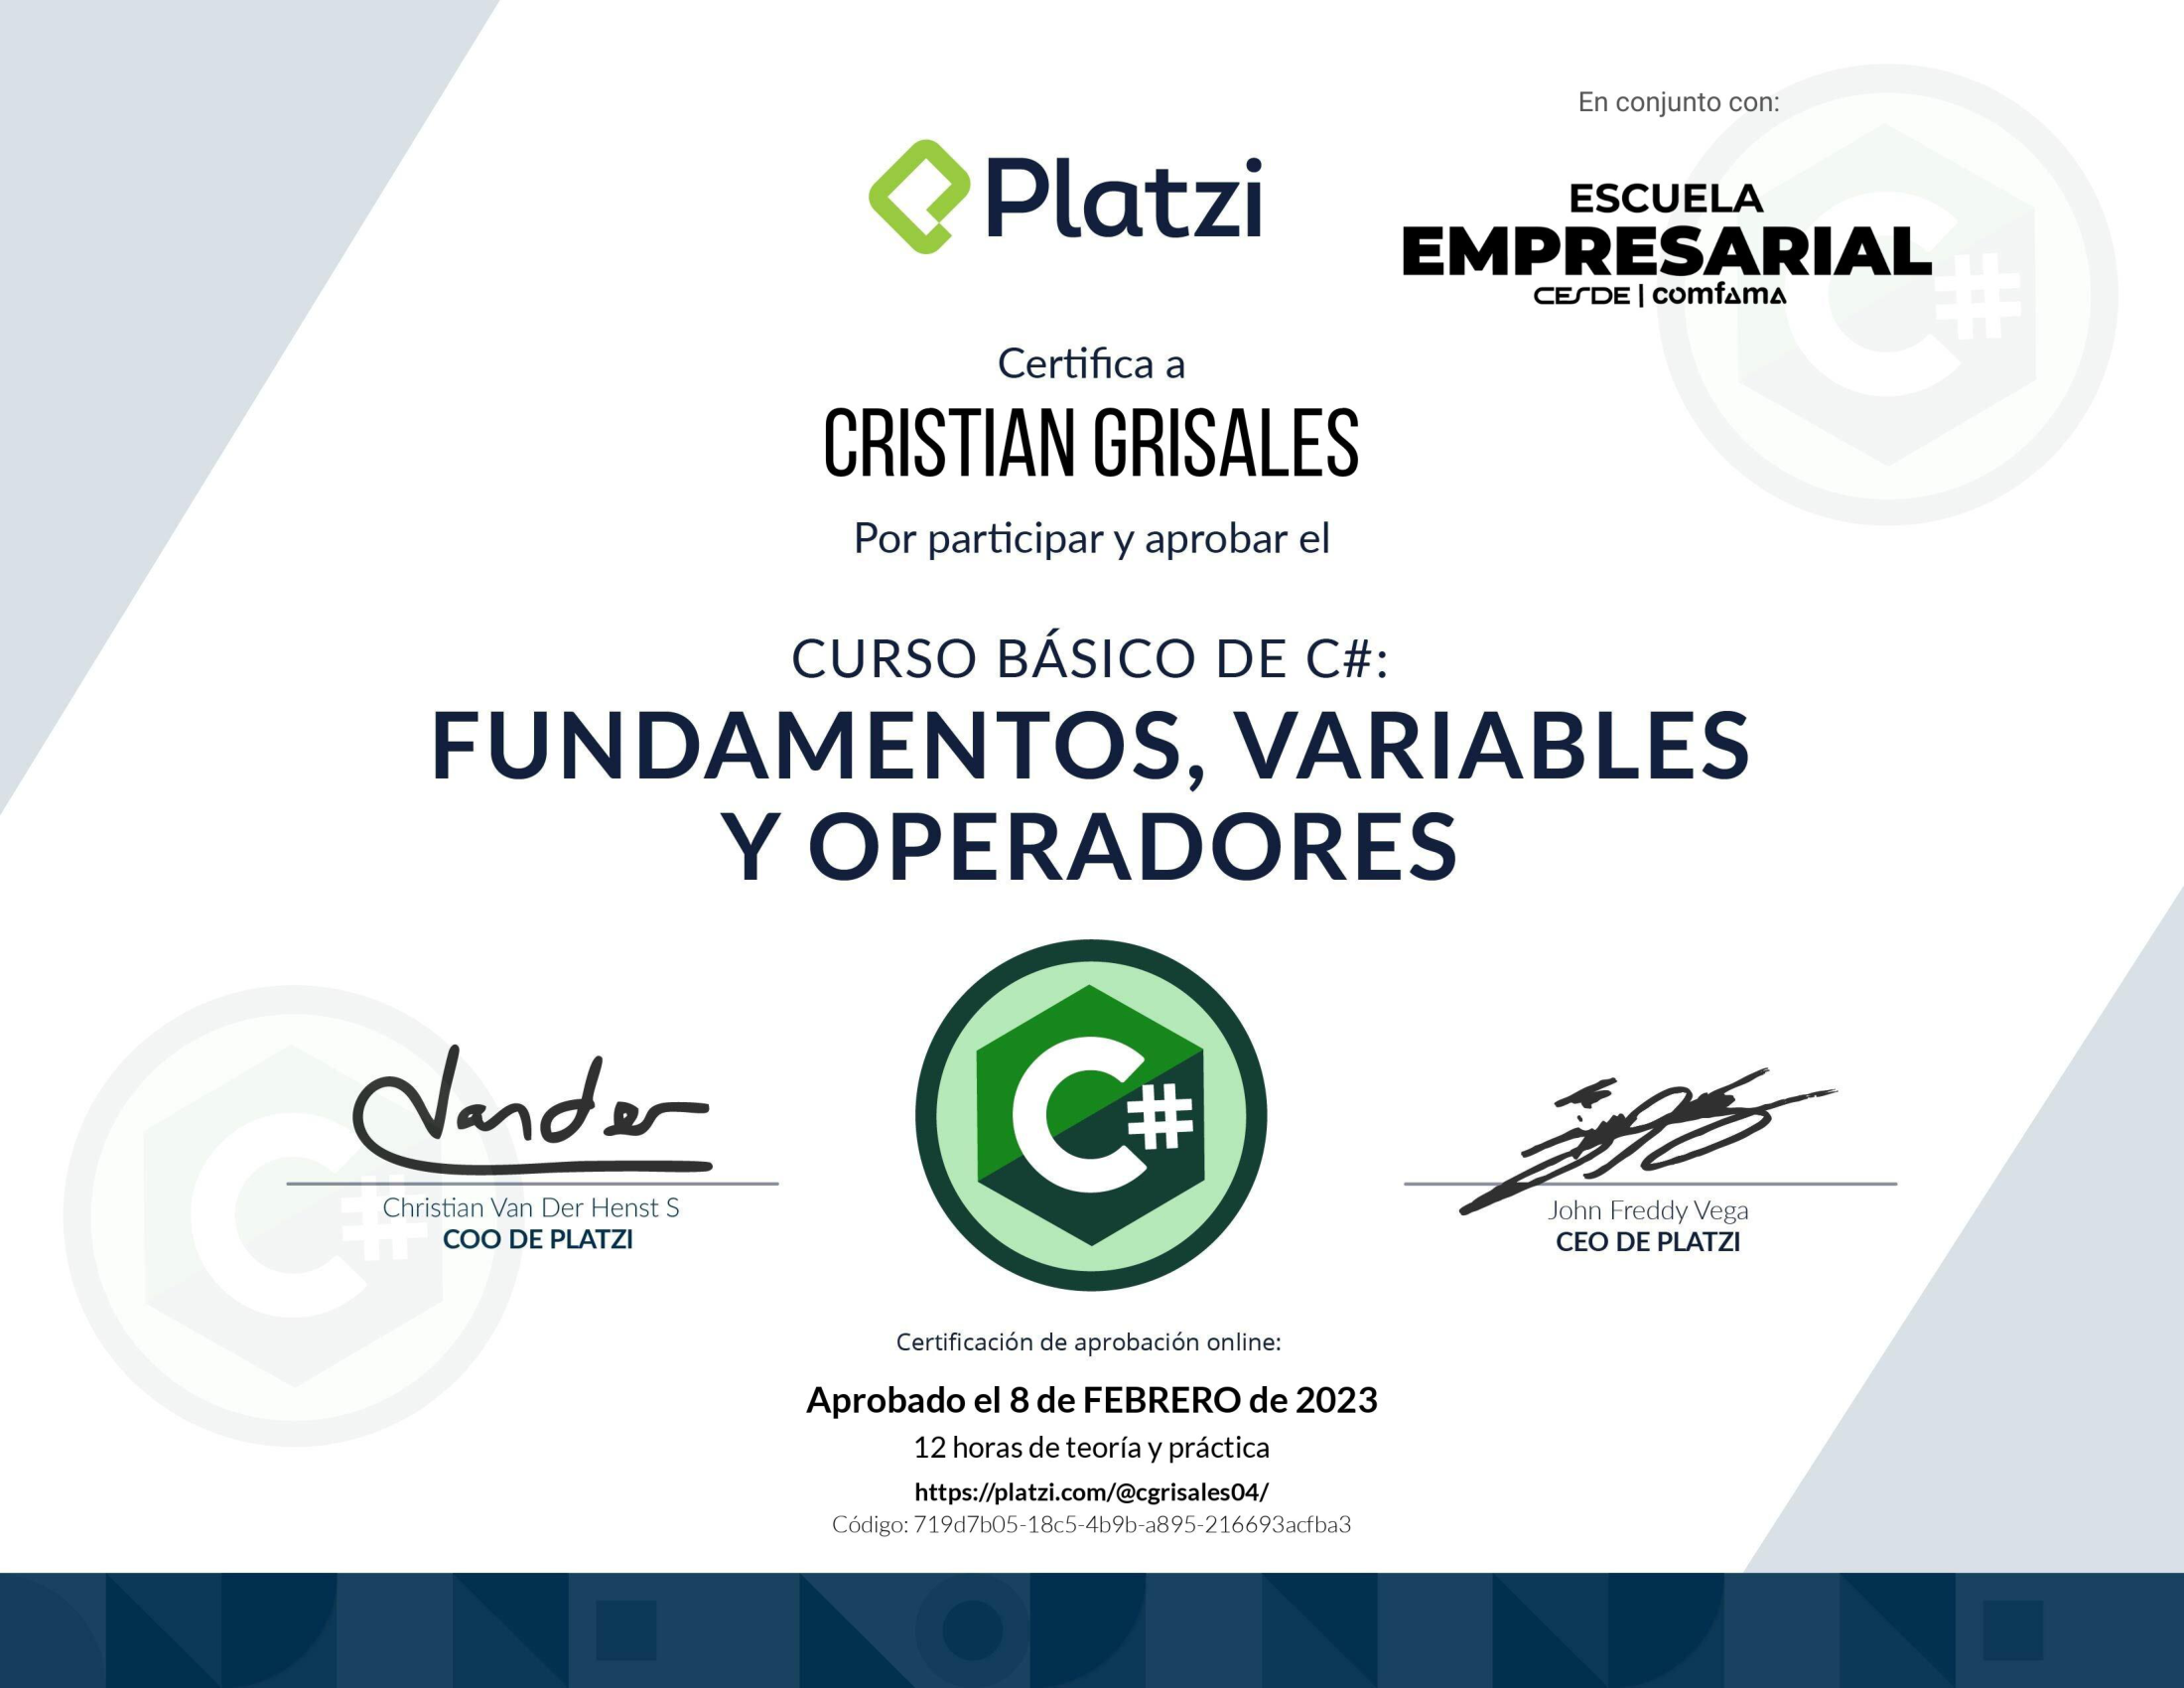 En conjunto con:
Platzi
ESCUELA
EMPRESARIAL
CESDE | comfama
Certifica a
CRISTIAN GRISALES
Por participar y aprobar el
CURSO BÁSICO DE C#:
FUNDAMENTOS, VARIABLES
Y OPERADORES
C#
Vander
Christian Van Der Henst S
COO DE PLATZI
John Freddy Vega
CEO DE PLATZI
Certificación de aprobación online:
Aprobado el 8 de FEBRERO de 2023
12 horas de teoría y práctica
https://platzi.com/@cgrisales04/
Código: 719d7b05-18c5-4b9b-a895-216693acfba3